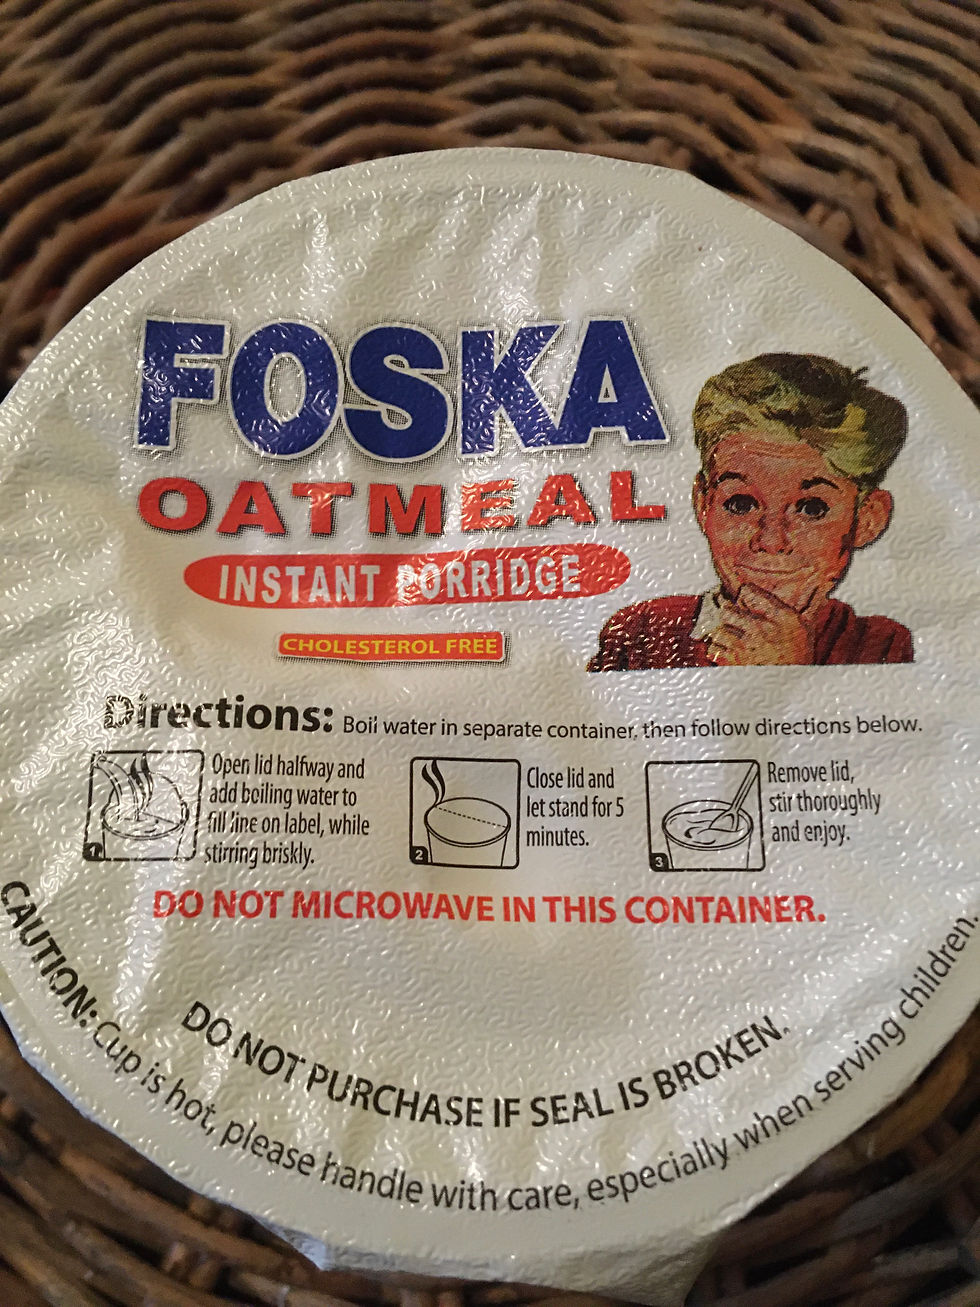 FOSKA
OATMEAL
INSTANT PORRIDGE
CHOLESTEROL FREE
Directions: Boil water in separate container, then follow directions below.
1
Open lid halfway and
add boiling water to
fill line on label, while
stirring briskly.
2
Close lid and
let stand for 5
minutes.
3
Remove lid,
stir thoroughly
and enjoy.
DO NOT MICROWAVE IN THIS CONTAINER.
DO NOT PURCHASE IF SEAL IS BROKEN.
CAUTION: Cup is hot, please handle with care, especially when serving children.